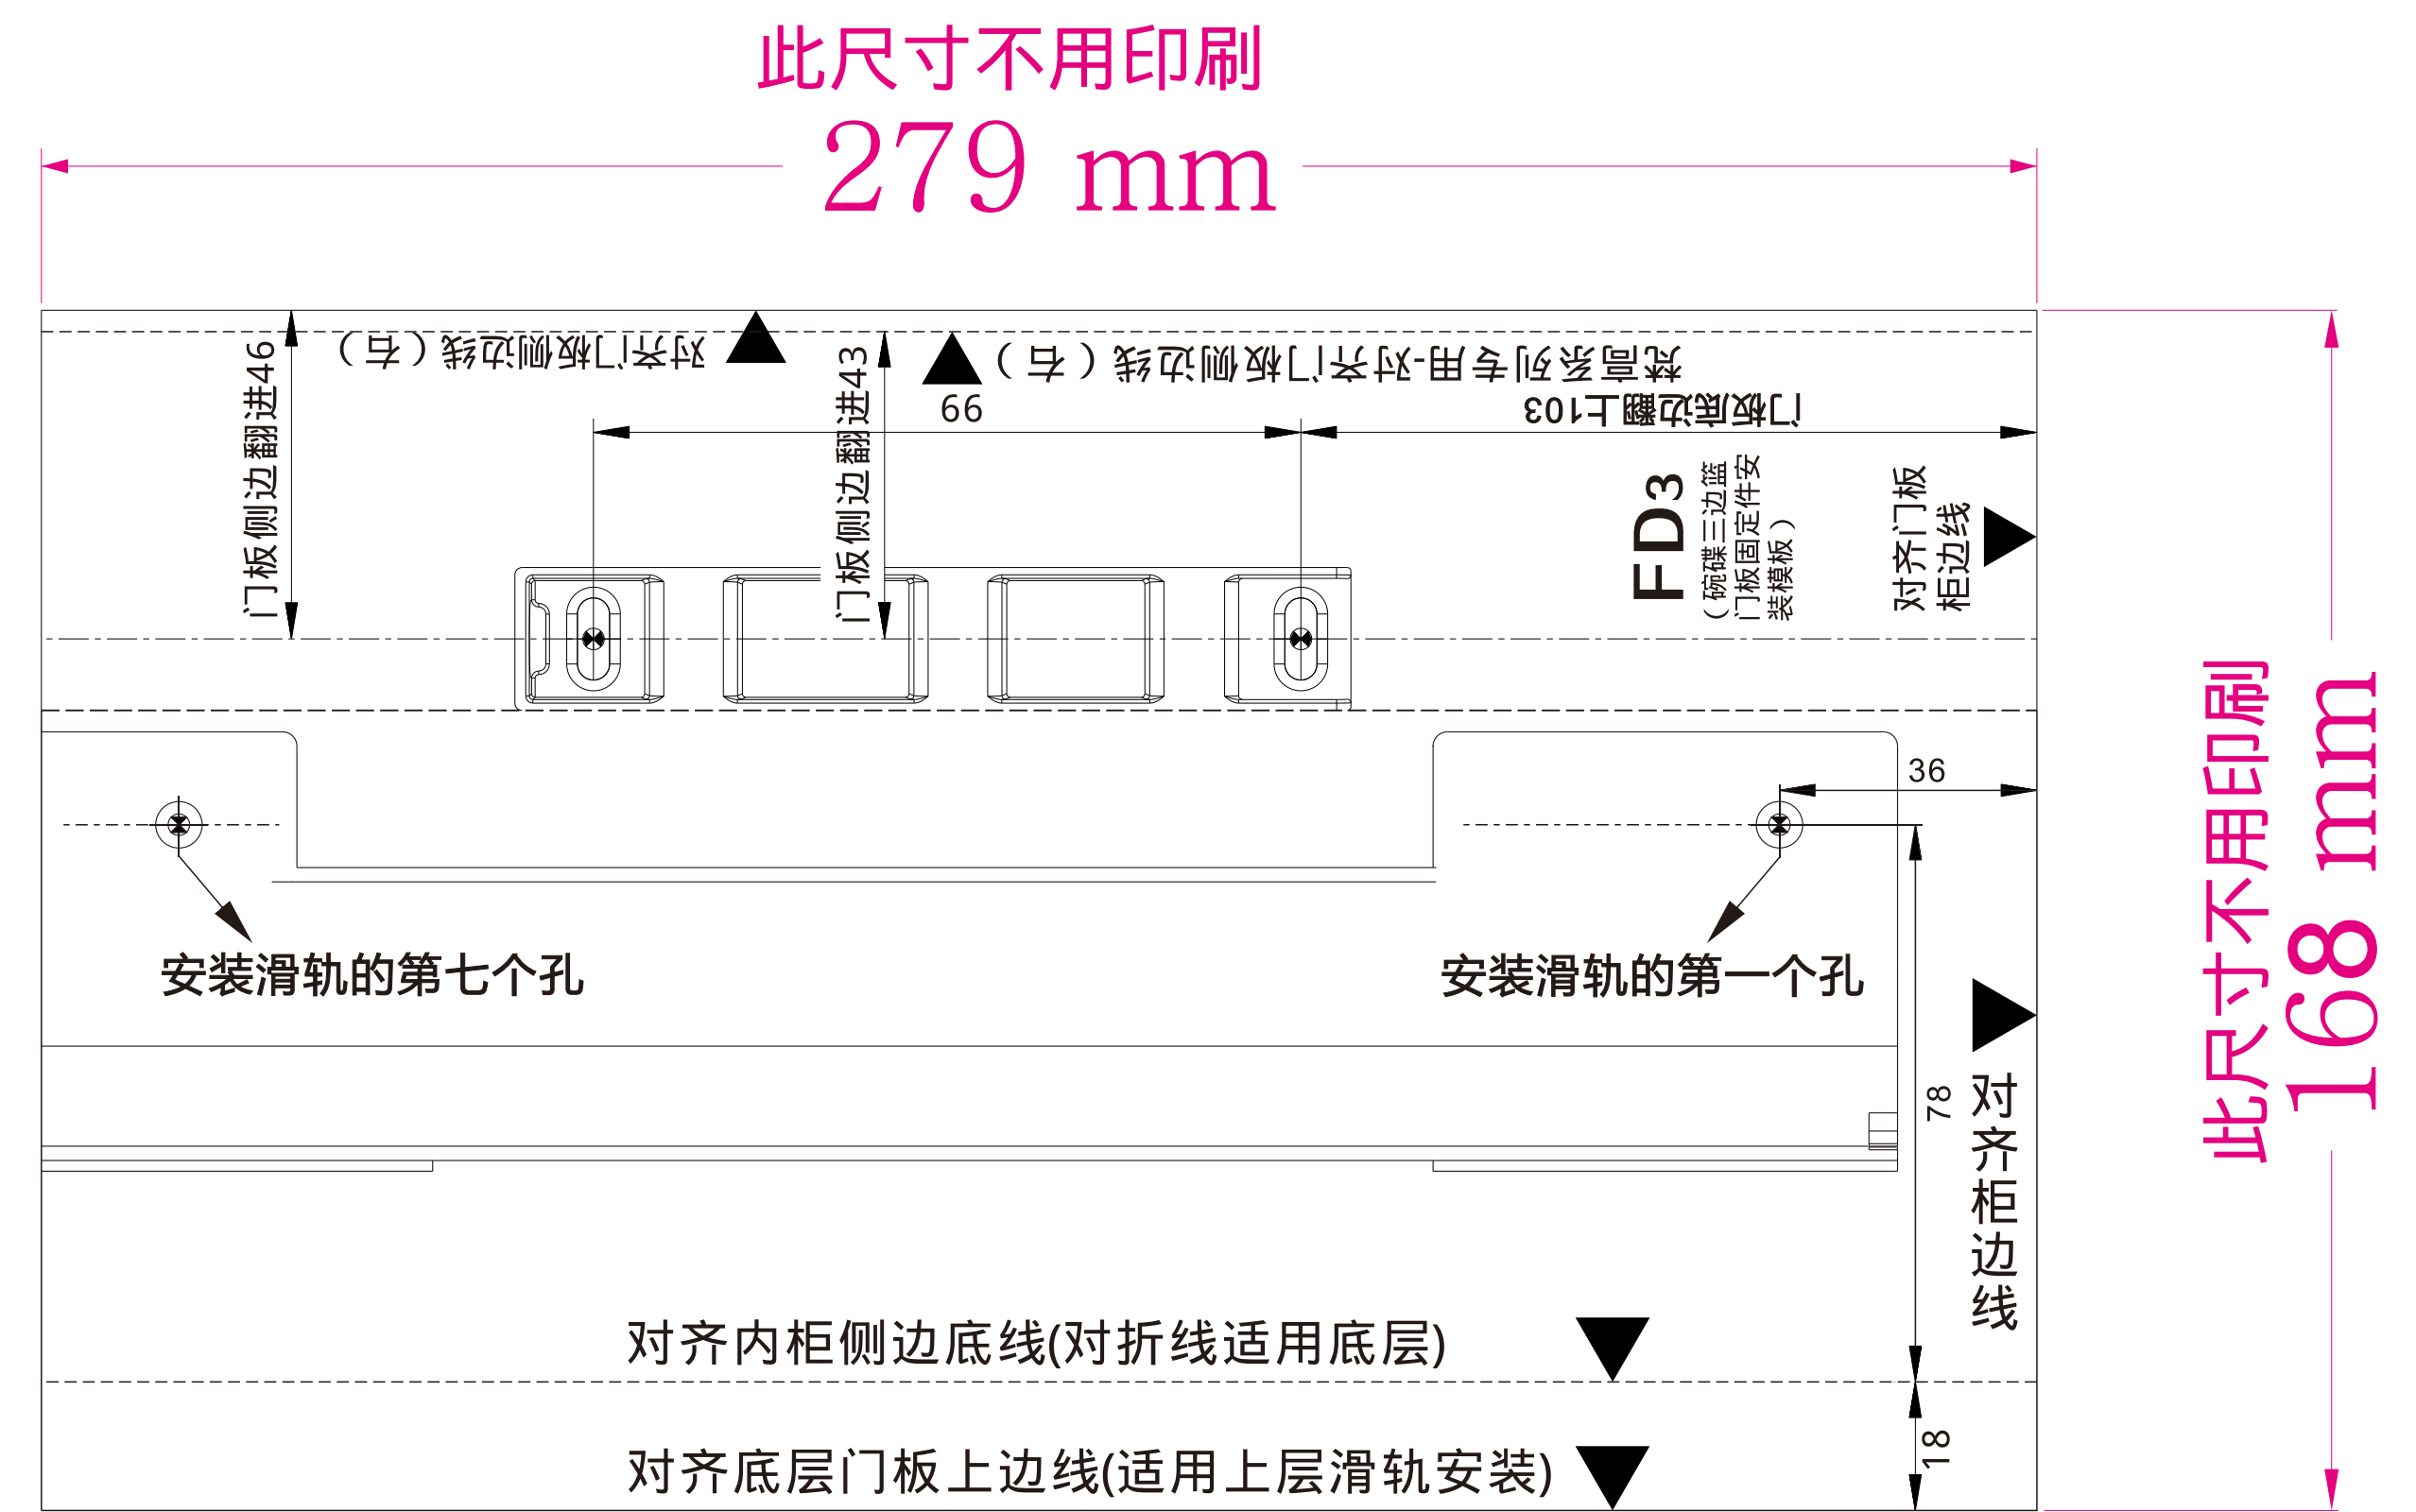 此尺寸不用印刷
279 mm
对齐门板侧边线（右）
梵高系列专用-对齐门板侧边线（右）
门板底边翻上103
99
门板侧边翻进46
门板侧边翻进43
FD3
（碗碟三边篮
门板固定件安
装模板）
对齐门板
柜边线
36
安装滑轨的第七个孔
安装滑轨的第一个孔
78
对齐柜边线
对齐内柜侧边底线(对折线适用底层)
18
对齐底层门板上边线(适用上层滑轨安装)
此尺寸不用印刷
168 mm